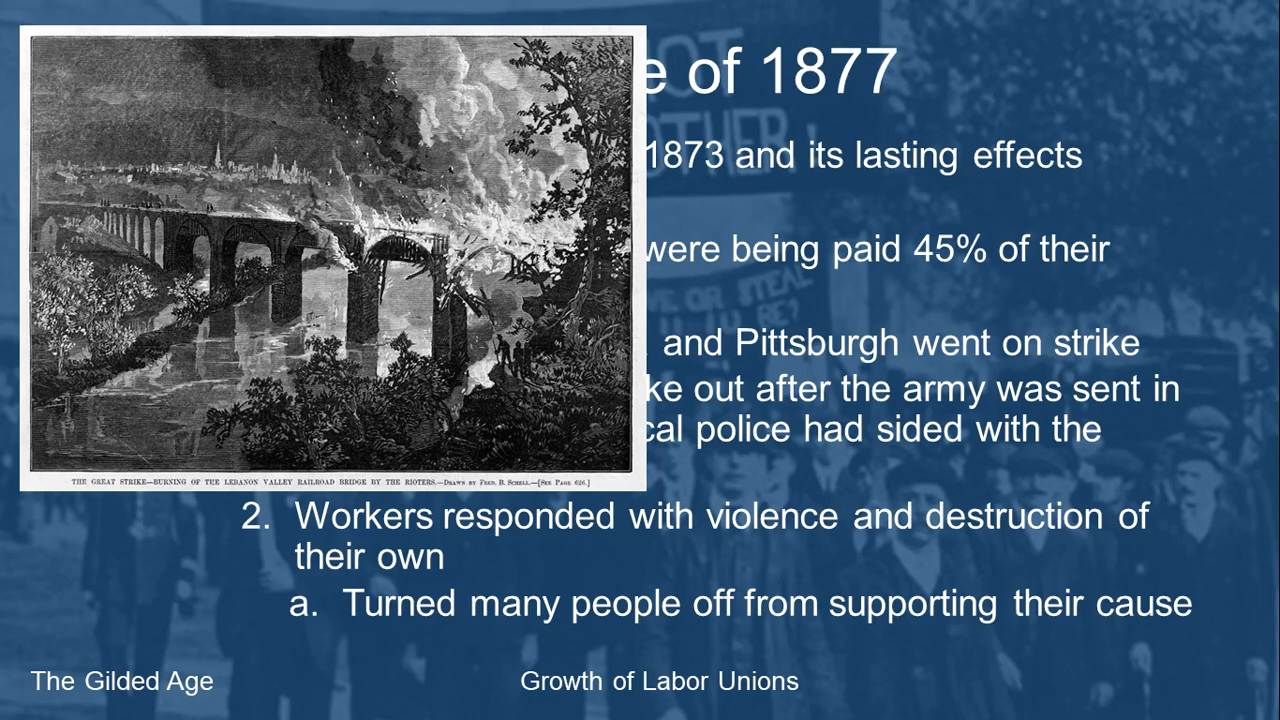 e of 1877
1873 and its lasting effects
were being paid 45% of their
and Pittsburgh went on strike
ke out after the army was sent in
cal police had sided with the
THE GREAT STRIKE—BURNING OF THE LEBANON VALLEY RAILROAD BRIDGE BY THE RIOTERS.—Drawn by Fred. B. Schell.—[See Page 626.]
2. Workers responded with violence and destruction of
their own
a. Turned many people off from supporting their cause
The Gilded Age
Growth of Labor Unions
OR STEAL